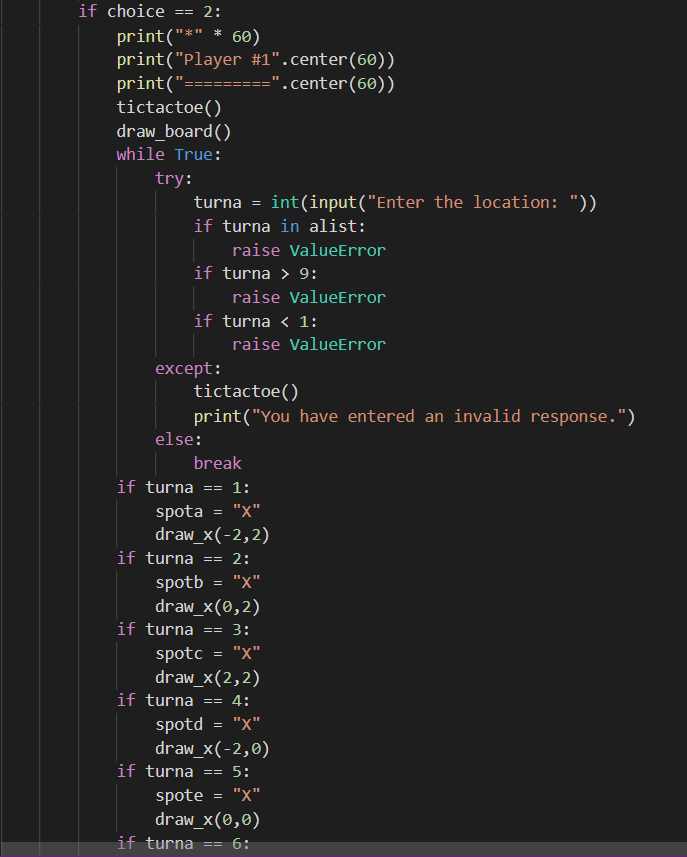 if choice == 2:
print("*" * 60)
print("Player #1".center(60))
print("=========".center(60))
tictactoe()
draw_board()
while True:
try:
turna = int(input("Enter the location: "))
if turna in alist:
raise ValueError
if turna > 9:
raise ValueError
if turna < 1:
raise ValueError
except:
tictactoe()
print("You have entered an invalid response.")
else:
break
if turna == 1:
spota = "X"
draw_x(-2,2)
if turna == 2:
spotb = "X"
draw_x(0,2)
if turna == 3:
spotc = "X"
draw_x(2,2)
if turna == 4:
spotd = "X"
draw_x(-2,0)
if turna == 5:
spote = "X"
draw_x(0,0)
if turna == 6: